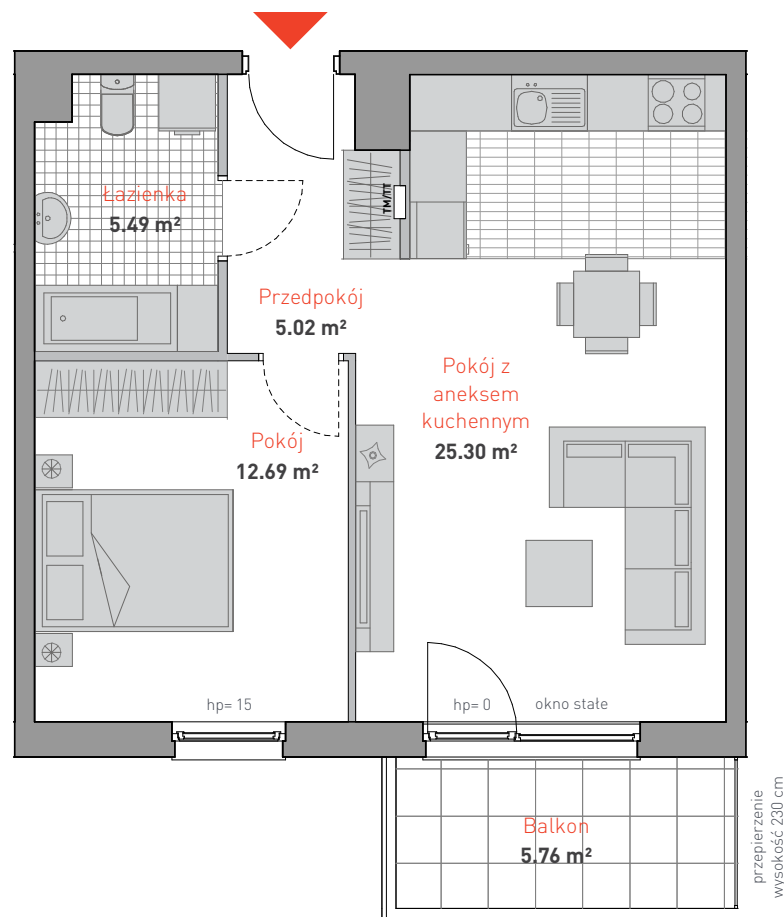 Łazienka
5.49 m²
TM/TT
Przedpokój
5.02 m²
Pokój z
aneksem
kuchennym
25.30 m²
Pokój
12.69 m²
hp= 15
hp= 0
okno stałe
Balkon
5.76 m²
przepierzenie
wysokość 230 cm